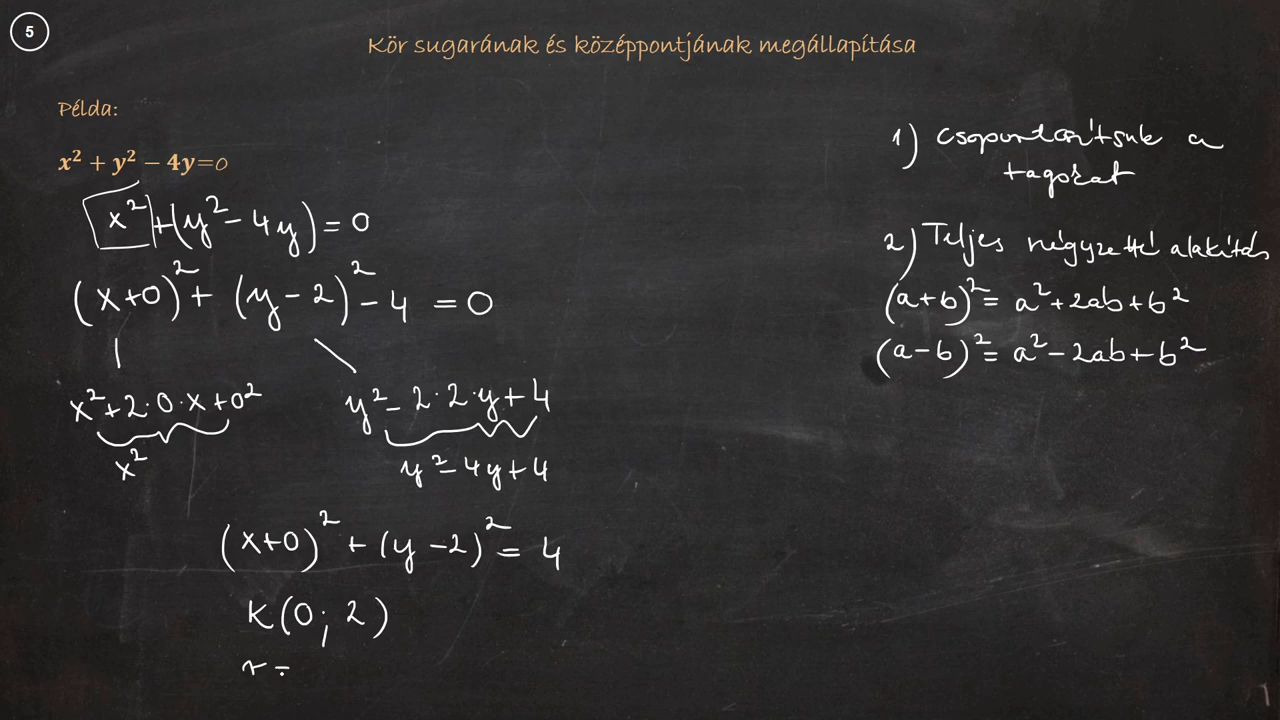 5
Kör sugarának és középpontjának megállapítása
Példa:
x² + y² − 4y=0
x² + (y² − 4y) = 0
(x+0)² + (y − 2)² − 4 = 0
x² + 2·0·x + 0² y² − 2·2·y + 4
x² y² − 4y + 4
(x+0)² + (y − 2)² = 4
K(0; 2)
r =
1) Csoportosítsuk a
tagokat
2) Teljes négyzetté alakítás
(a+b)² = a² + 2ab + b²
(a−b)² = a² − 2ab + b²